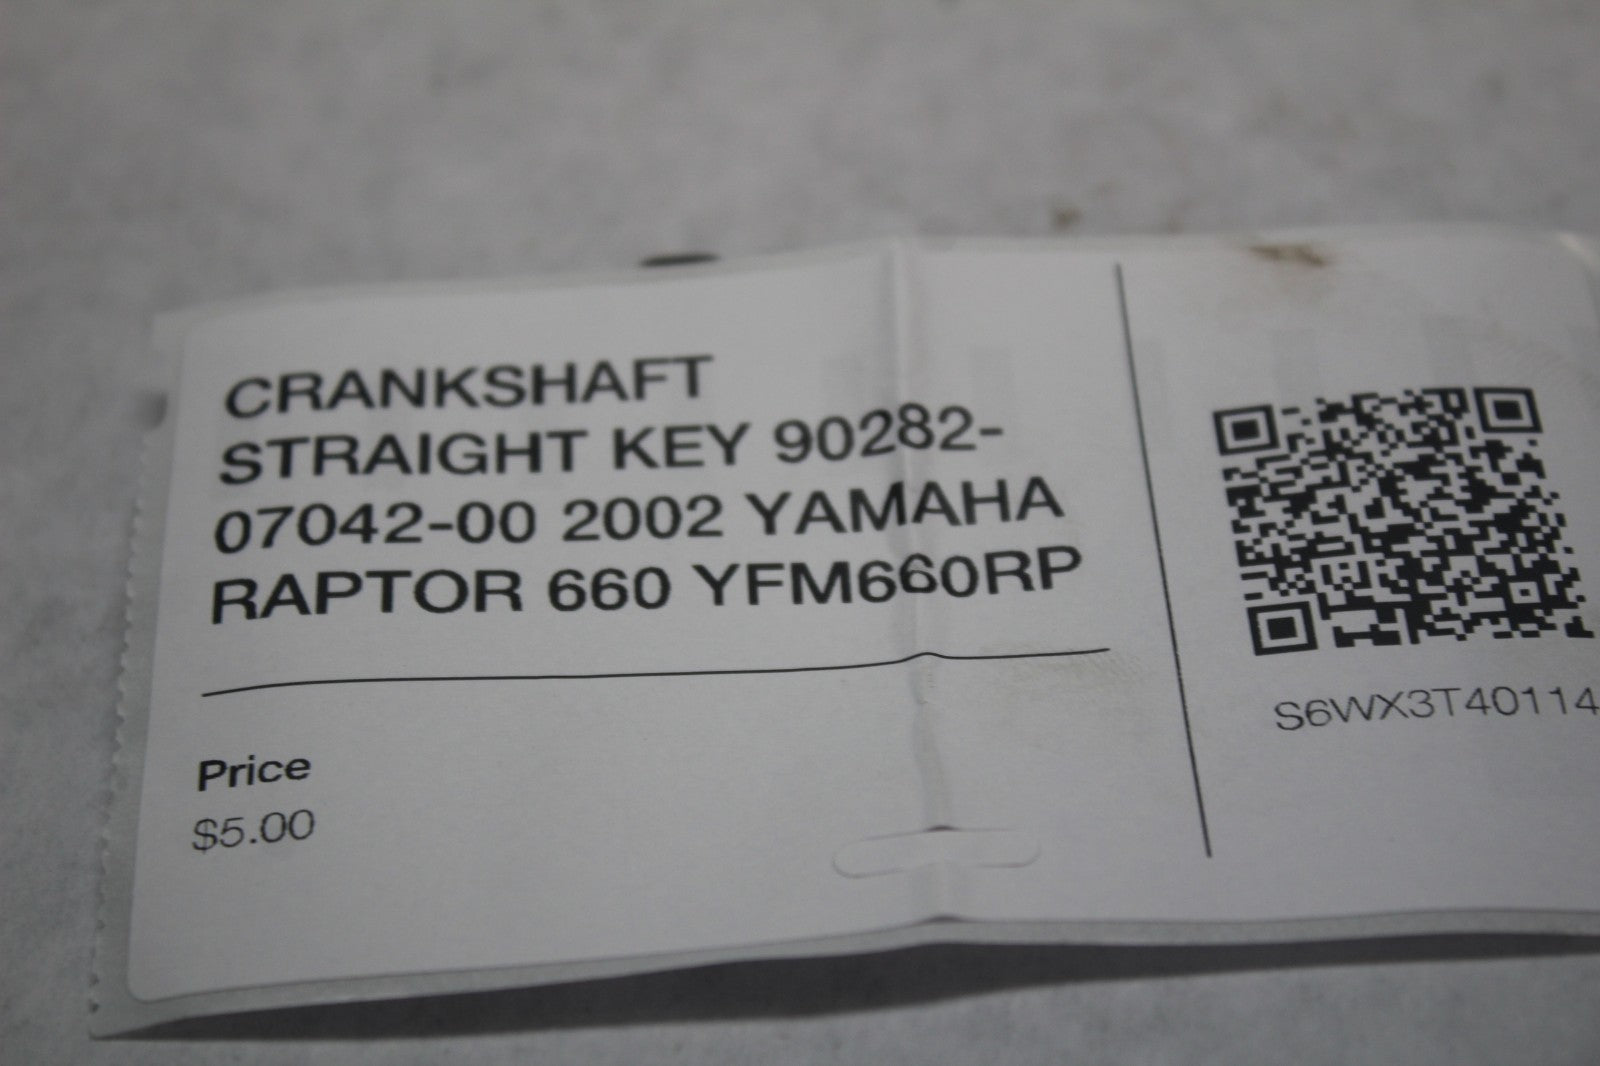 CRANKSHAFT
STRAIGHT KEY 90282-
07042-00 2002 YAMAHA
RAPTOR 660 YFM660RP
Price
$5.00
S6WX3T40114